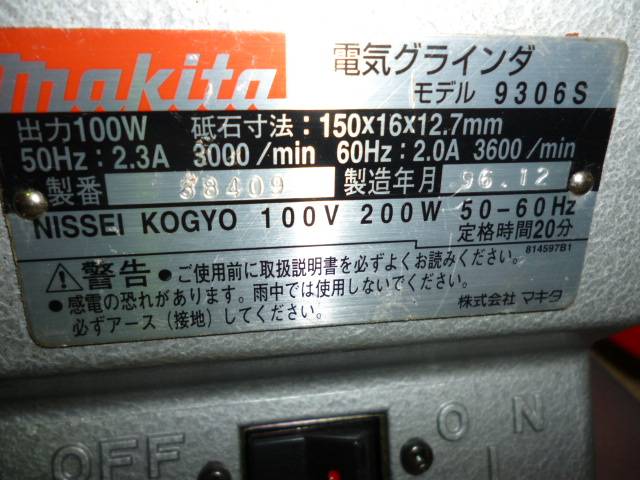 makita 電気グラインダ
モデル 9306S
出力100W 砥石寸法:150×16×12.7mm
50Hz:2.3A 3000/min 60Hz:2.0A 3600/min
製番 38409 製造年月 96.12
NISSEI KOGYO 100V 200W 50-60Hz
定格時間20分
814597B1
⚠警告 ●ご使用前に取扱説明書を必ずよくお読みください。
●感電の恐れがあります。雨中では使用しないでください。
必ずアース(接地)してください。
株式会社 マキタ
OFF ON